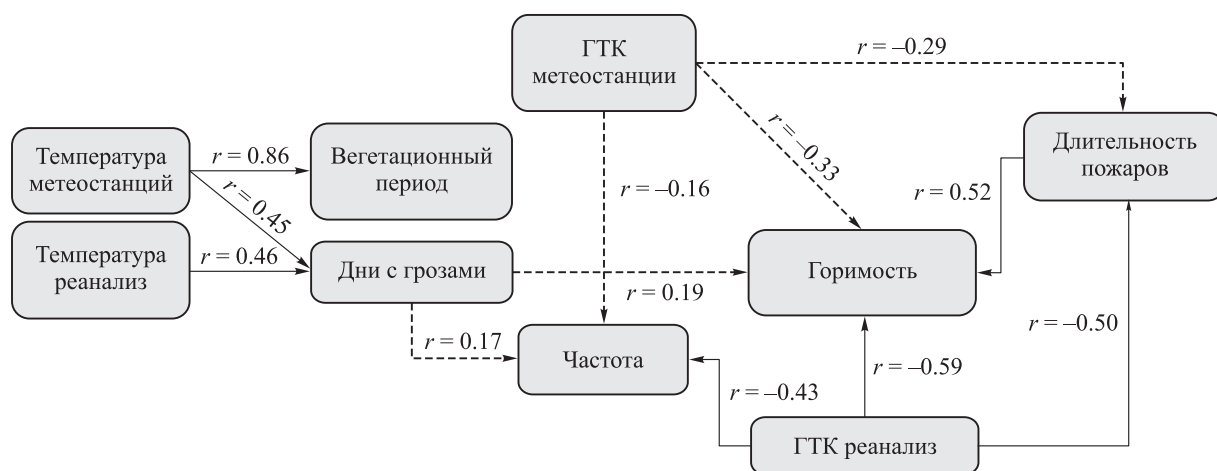 ГТК
метеостанции
r = –0.29
r = –0.33
Длительность
пожаров
Температура
метеостанций
r = 0.86
Вегетационный
период
r = –0.16
r = 0.52
r = 0.45
Температура
реанализ
r = 0.46
Дни с грозами
Горимость
r = 0.19
r = 0.17
Частота
r = –0.50
r = –0.59
r = –0.43
ГТК реанализ